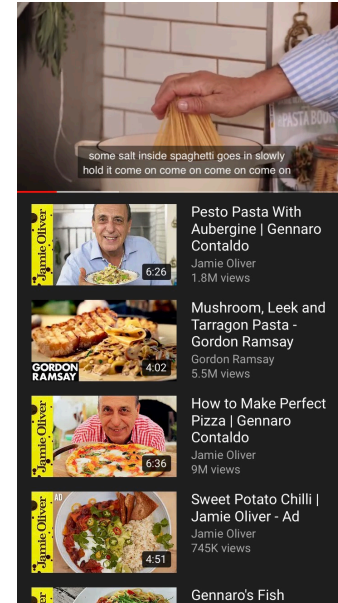 PASTA BOOK
some salt inside spaghetti goes in slowly
hold it come on come on come on come on
Jamie Oliver
6:26
Pesto Pasta With
Aubergine | Gennaro
Contaldo
Jamie Oliver
1.8M views
GORDON
RAMSAY
4:02
Mushroom, Leek and
Tarragon Pasta -
Gordon Ramsay
Gordon Ramsay
5.5M views
Jamie Oliver
6:36
How to Make Perfect
Pizza | Gennaro
Contaldo
Jamie Oliver
9M views
Jamie Oliver
AD
4:51
Sweet Potato Chilli |
Jamie Oliver - Ad
Jamie Oliver
745K views
Gennaro's Fish